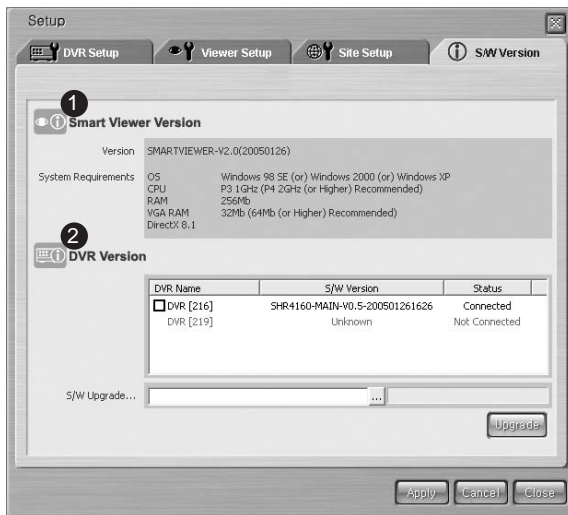 Setup
DVR Setup
Viewer Setup
Site Setup
S/W Version
1
Smart Viewer Version
Version SMARTVIEWER-V2.0(20050126)
System Requirements OS Windows 98 SE (or) Windows 2000 (or) Windows XP
CPU P3 1GHz (P4 2GHz (or Higher) Recommended)
RAM 256Mb
VGA RAM 32Mb (64Mb (or Higher) Recommended)
DirectX 8.1
2
DVR Version
DVR Name S/W Version Status
DVR [216] SHR4160-MAIN-V0.5-200501261626 Connected
DVR [219] Unknown Not Connected
S/W Upgrade... ...
Upgrade
Apply Cancel Close